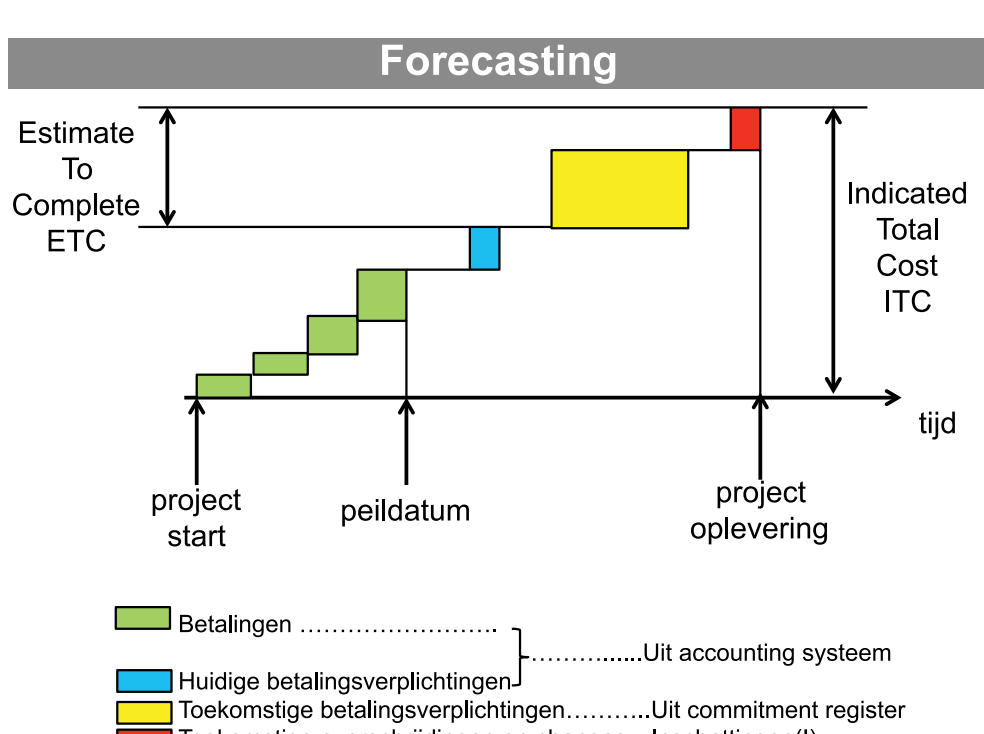 Forecasting
Estimate
To
Complete
ETC
Indicated
Total
Cost
ITC
tijd
project
start
peildatum
project
oplevering
Betalingen ……………………..
…………......Uit accounting systeem
Huidige betalingsverplichtingen
Toekomstige betalingsverplichtingen………..Uit commitment register